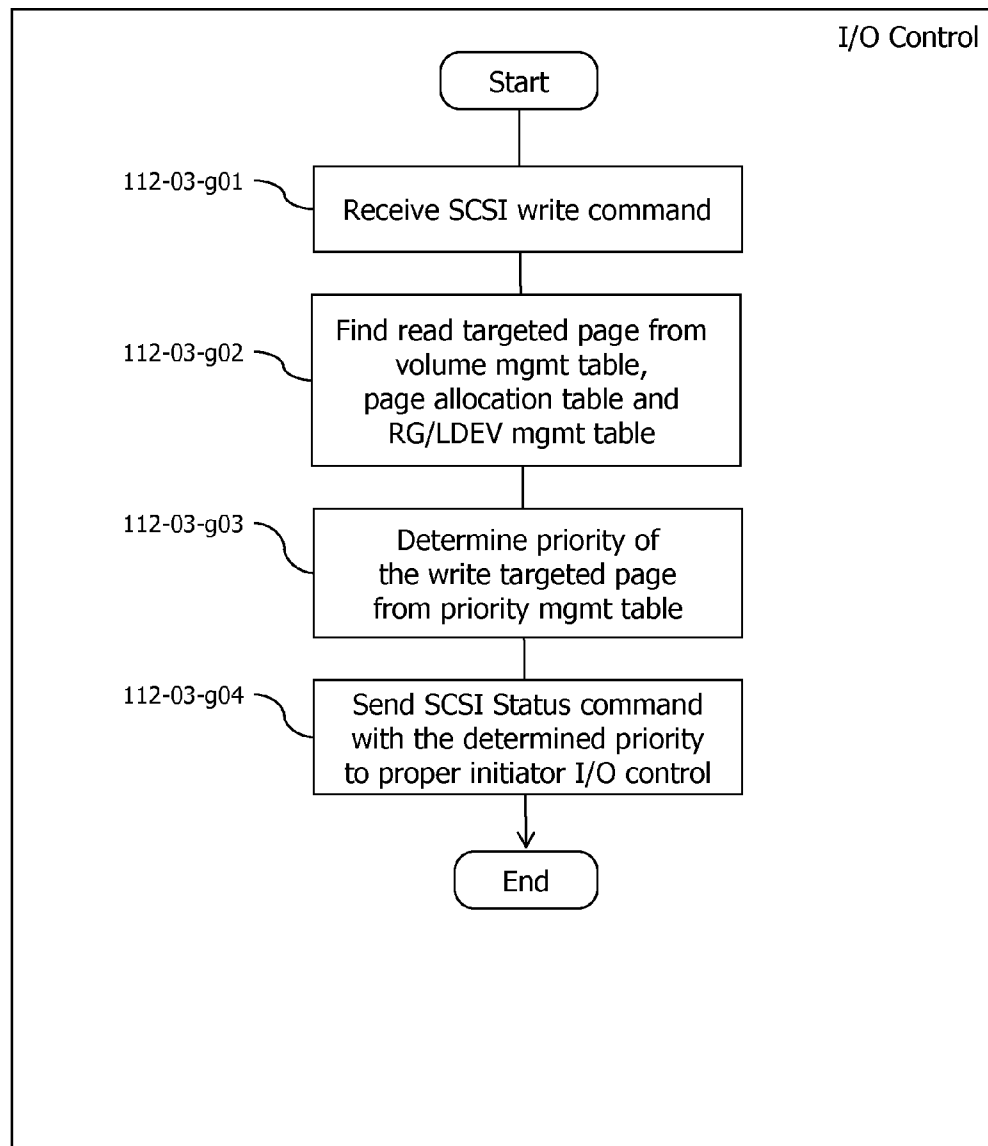 I/O Control
Start
112-03-g01
Receive SCSI write command
112-03-g02
Find read targeted page from
volume mgmt table,
page allocation table and
RG/LDEV mgmt table
112-03-g03
Determine priority of
the write targeted page
from priority mgmt table
112-03-g04
Send SCSI Status command
with the determined priority
to proper initiator I/O control
End